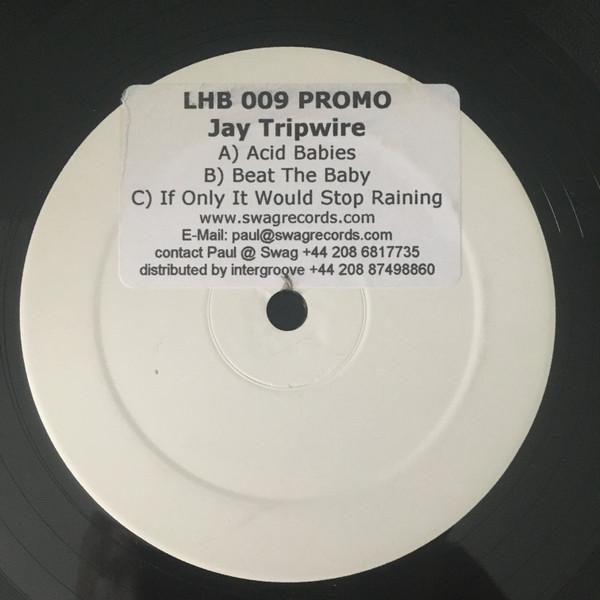 LHB 009 PROMO
Jay Tripwire
A) Acid Babies
B) Beat The Baby
C) If Only It Would Stop Raining
www.swagrecords.com
E-Mail: paul@swagrecords.com
contact Paul @ Swag +44 208 6817735
distributed by intergroove +44 208 87498860